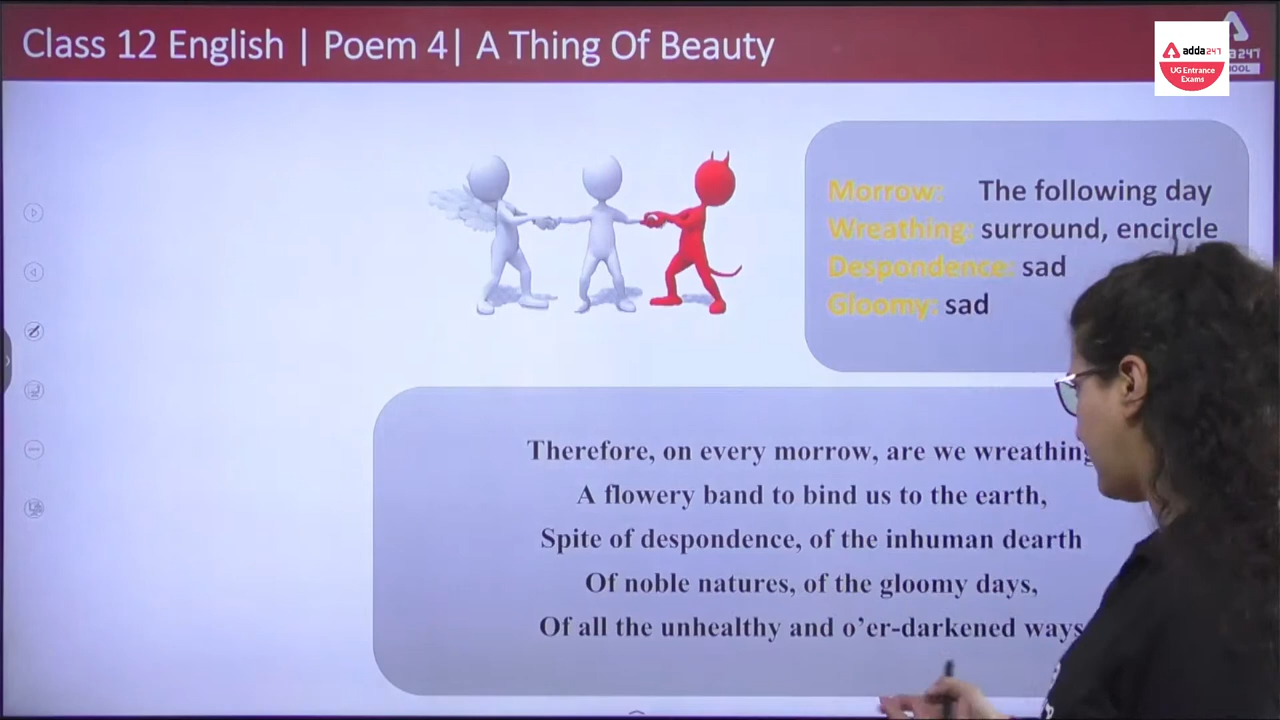 Class 12 English | Poem 4| A Thing Of Beauty
adda247
UG Entrance
Exams
Morrow: The following day
Wreathing: surround, encircle
Despondence: sad
Gloomy: sad
Therefore, on every morrow, are we wreathing
A flowery band to bind us to the earth,
Spite of despondence, of the inhuman dearth
Of noble natures, of the gloomy days,
Of all the unhealthy and o'er-darkened ways